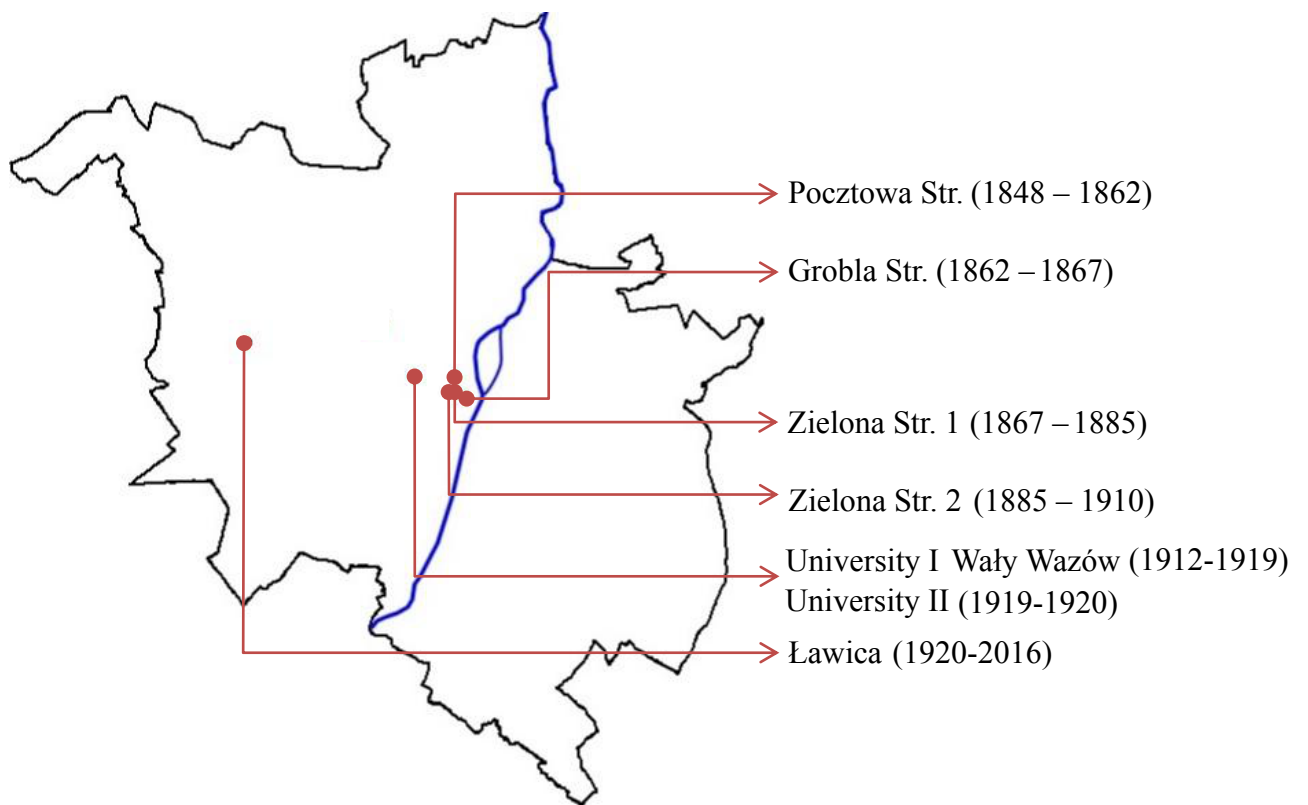 Pocztowa Str. (1848 – 1862)
Grobla Str. (1862 – 1867)
Zielona Str. 1 (1867 – 1885)
Zielona Str. 2 (1885 – 1910)
University I Wały Wazów (1912-1919)
University II (1919-1920)
Ławica (1920-2016)